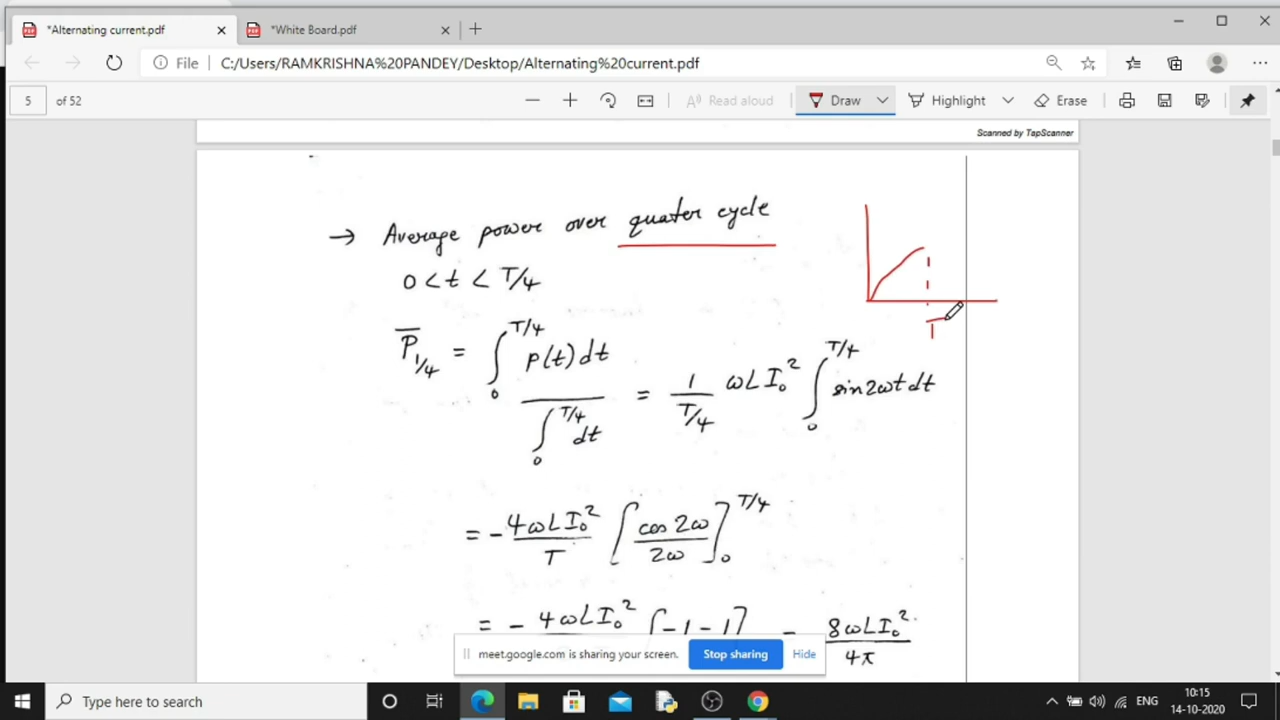 *Alternating current.pdf
*White Board.pdf
File C:/Users/RAMKRISHNA%20PANDEY/Desktop/Alternating%20current.pdf
5 of 52
Read aloud
Draw
Highlight
Erase
Scanned by TapScanner
→ Average power over quater cycle
0 < t < T/4
P̅1/4 = ∫0^T/4 p(t) dt / ∫0^T/4 dt = 1/(T/4) ωLI₀² ∫0^T/4 sin2ωt dt
T
= - 4ωLI₀²/T [cos 2ω/2ω]0^T/4
= - 4ωLI₀² [-1-1] = 8ωLI₀²/4π
meet.google.com is sharing your screen. Stop sharing Hide
Type here to search
ENG
10:15
14-10-2020